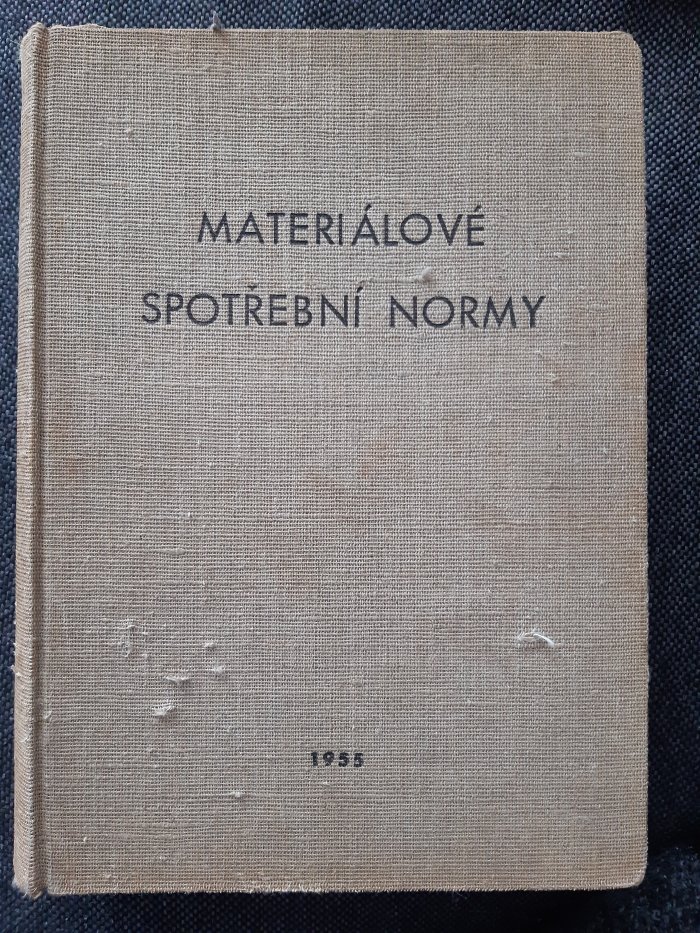 MATERIÁLOVÉ
SPOTŘEBNÍ NORMY
1955